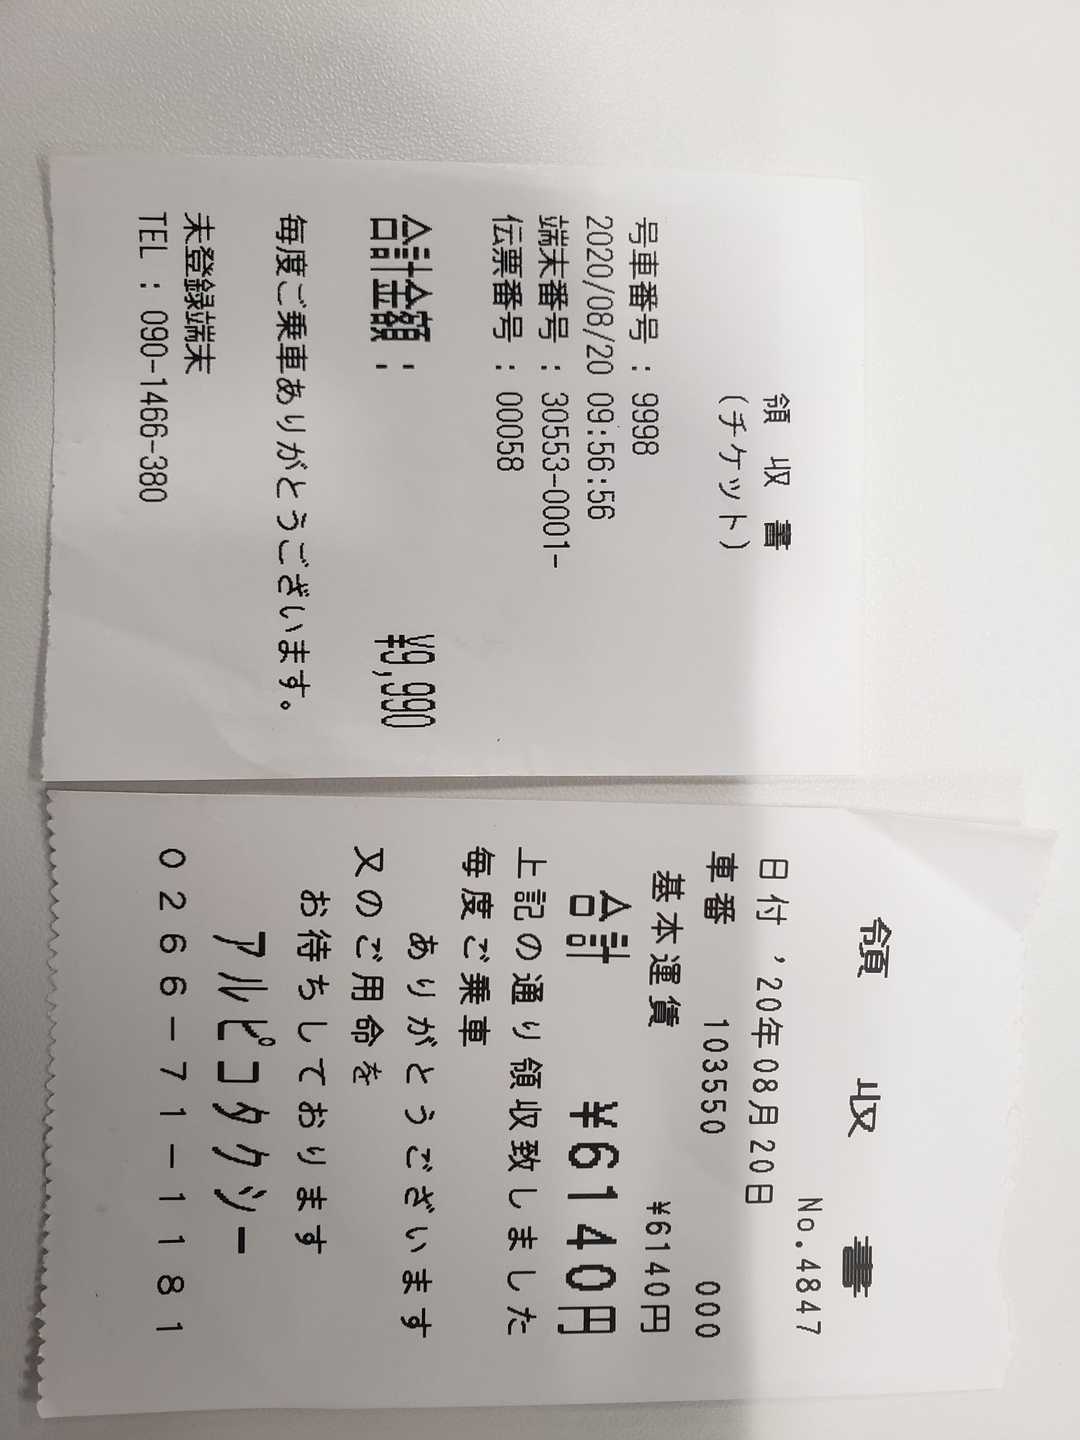 領収書
(チケット)
号車番号 : 9998
2020/08/20 09:56:56
端末番号 : 30553-0001-
伝票番号 : 00058
合計金額 : ¥9,990
毎度ご乗車ありがとうございます。
未登録端末
TEL : 090-1466-380
領収書
No.4847
日付 '20年08月20日
車番 103550 000
基本運賃 ¥6140円
合計 ¥6140円
上記の通り領収致しました
毎度ご乗車
ありがとうございます
又のご用命を
お待ちしております
アルピコタクシー
0266-71-1181